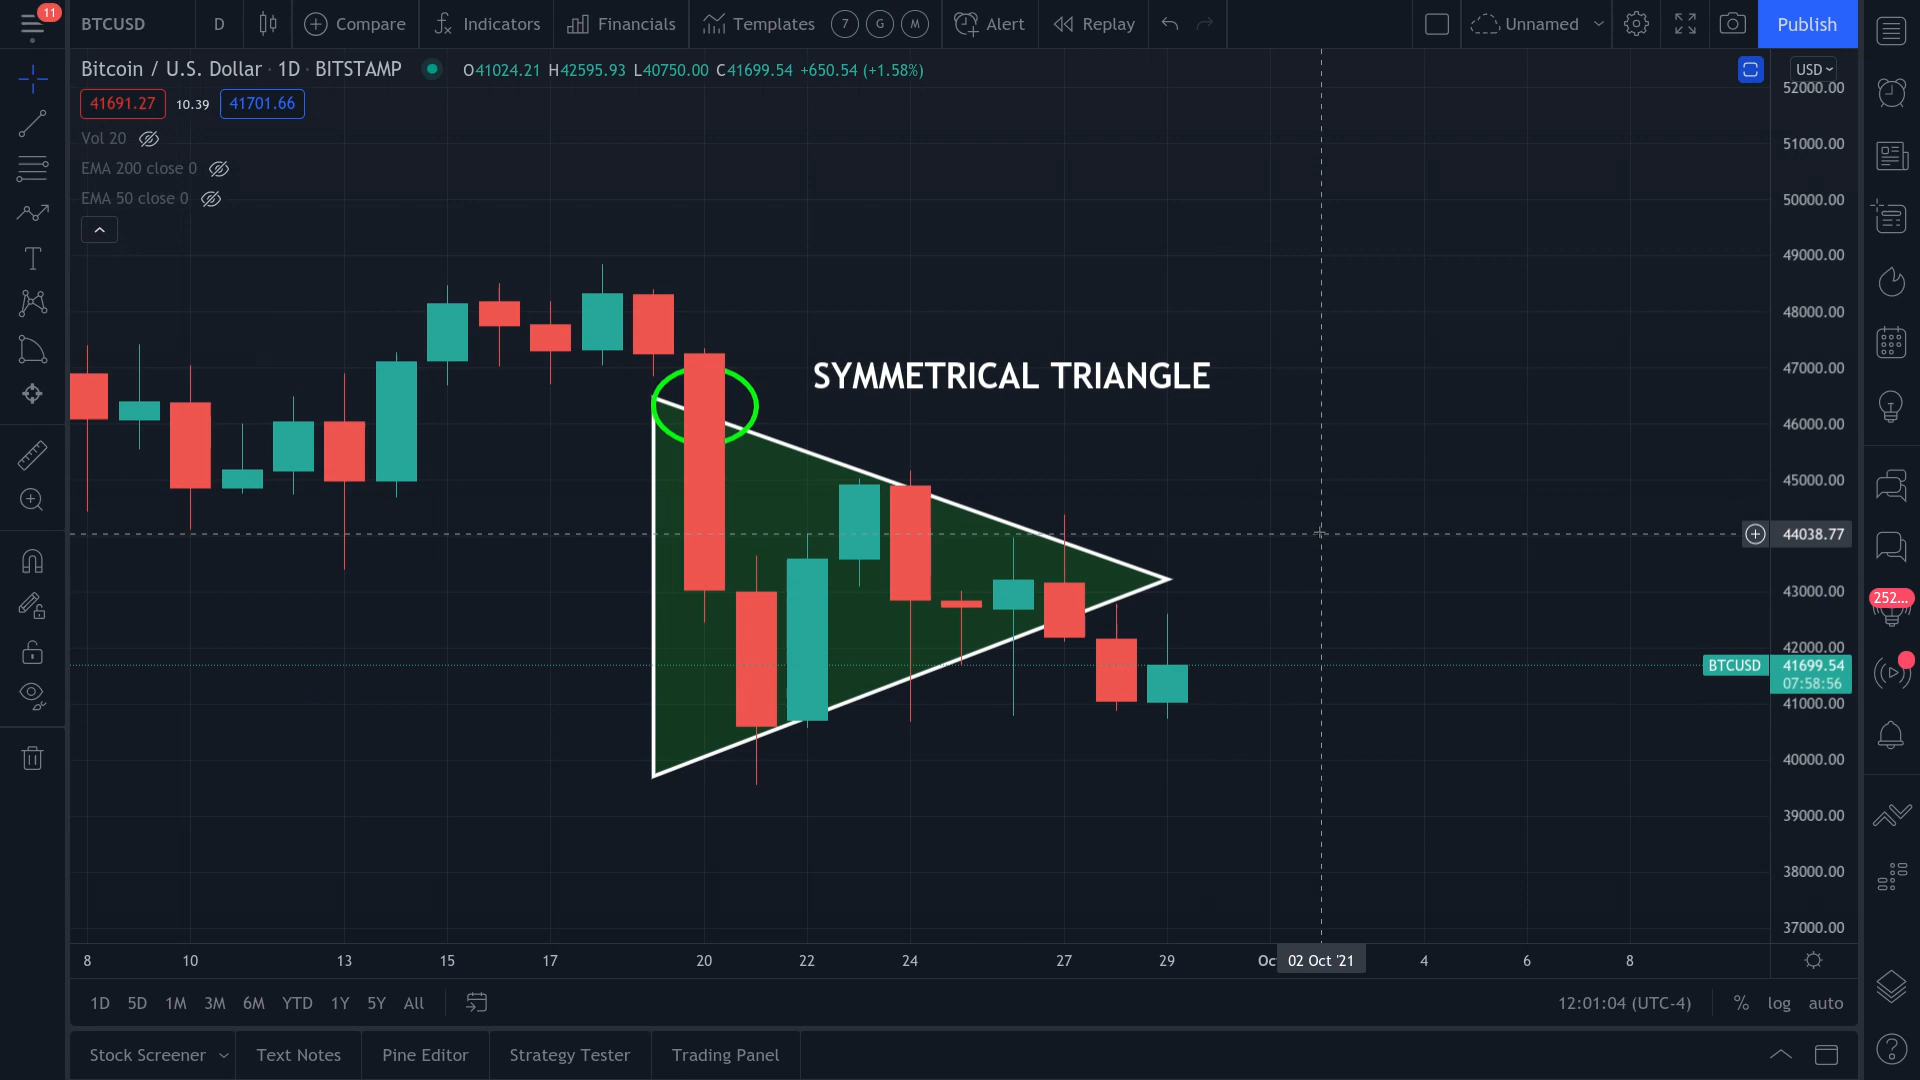 11
BTCUSD D Compare Indicators Financials Templates 7 G M Alert Replay Unnamed Publish
Bitcoin / U.S. Dollar · 1D · BITSTAMP O41024.21 H42595.93 L40750.00 C41699.54 +650.54 (+1.58%)
USD
41691.27 10.39 41701.66
Vol 20
EMA 200 close 0
EMA 50 close 0
52000.00
51000.00
50000.00
49000.00
48000.00
47000.00
SYMMETRICAL TRIANGLE
46000.00
45000.00
44038.77
43000.00
252...
42000.00
BTCUSD 41699.54
07:58:56
41000.00
40000.00
39000.00
38000.00
37000.00
8 10 13 15 17 20 22 24 27 29 Oc 02 Oct '21 4 6 8
1D 5D 1M 3M 6M YTD 1Y 5Y All 12:01:04 (UTC-4) % log auto
Stock Screener Text Notes Pine Editor Strategy Tester Trading Panel